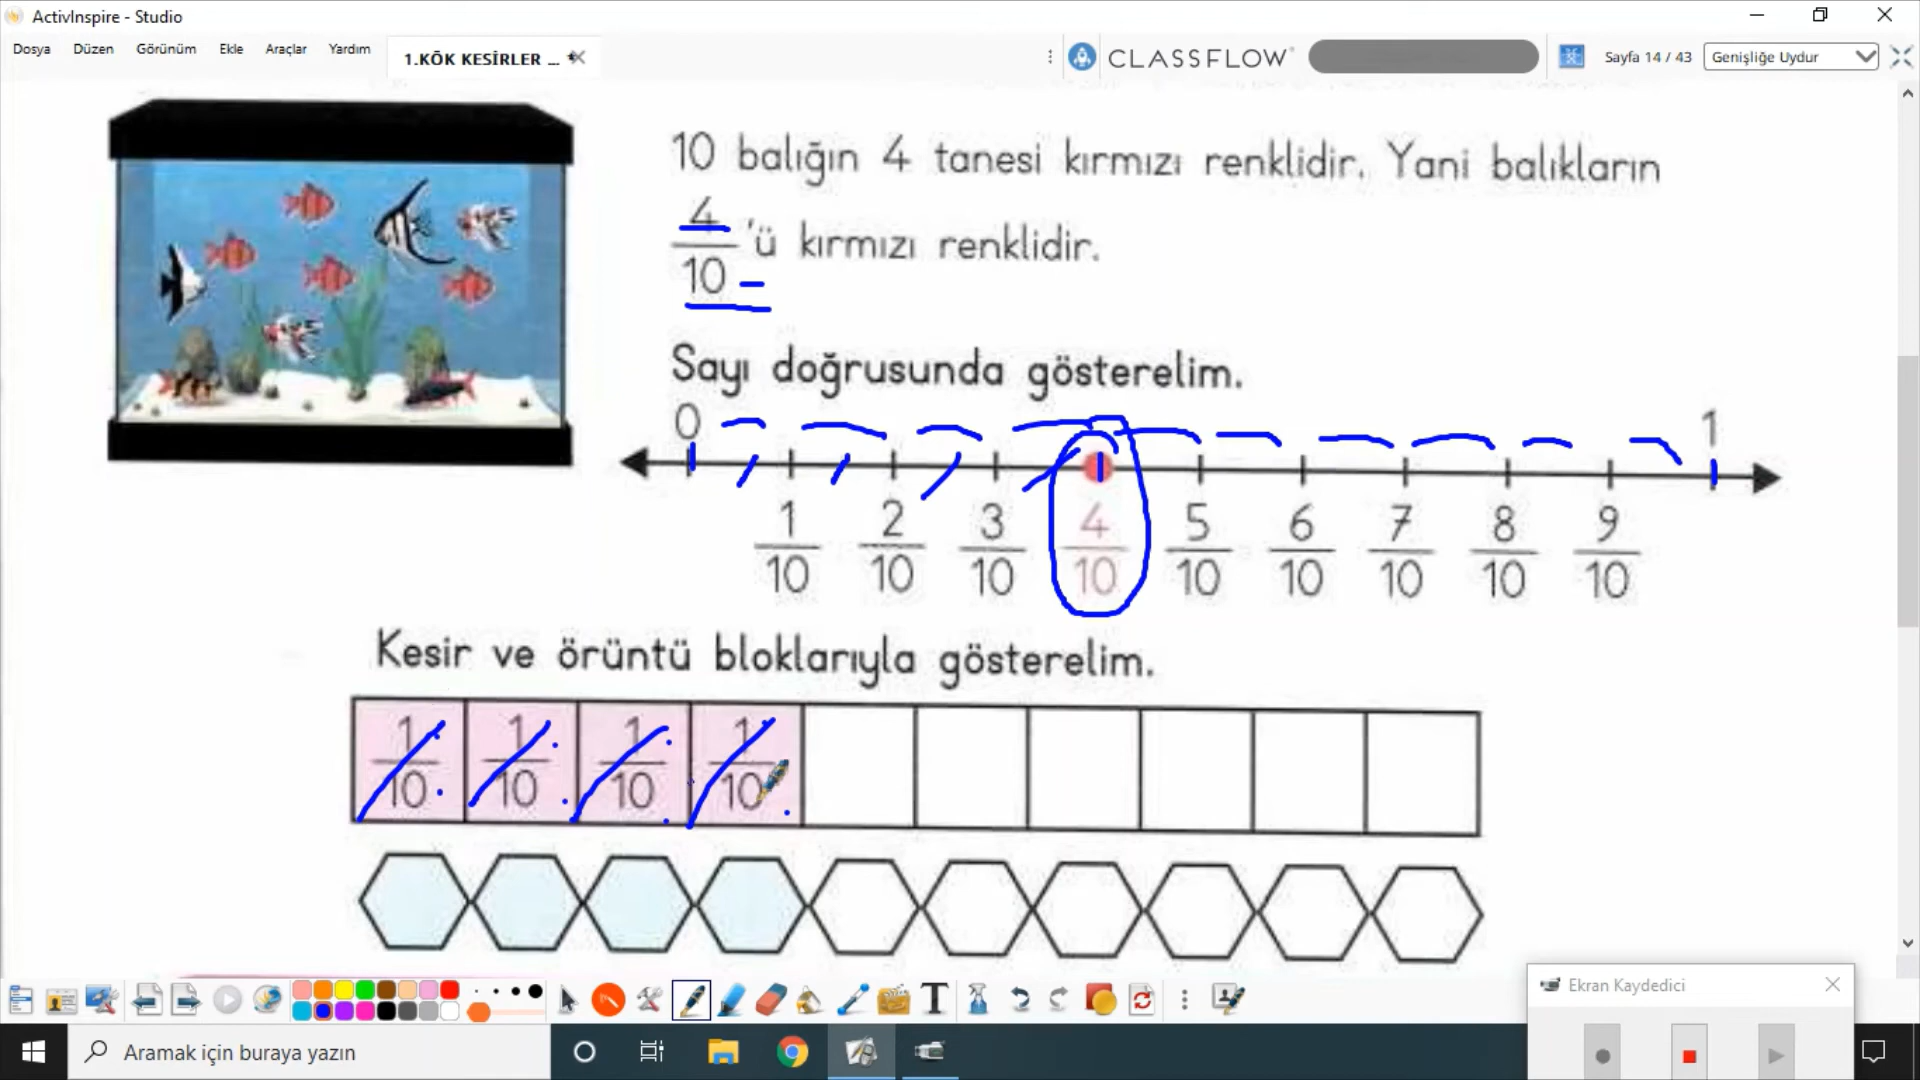 ActivInspire - Studio
Dosya Düzen Görünüm Ekle Araçlar Yardım
1.KÖK KESİRLER ...
CLASSFLOW
Sayfa 14 / 43
Genişliğe Uydur
10 balığın 4 tanesi kırmızı renklidir. Yani balıkların
4/10 'ü kırmızı renklidir.
Sayı doğrusunda gösterelim.
0 1
1/10 2/10 3/10 4/10 5/10 6/10 7/10 8/10 9/10
Kesir ve örüntü bloklarıyla gösterelim.
1/10 1/10 1/10 1/10
Ekran Kaydedici
Aramak için buraya yazın